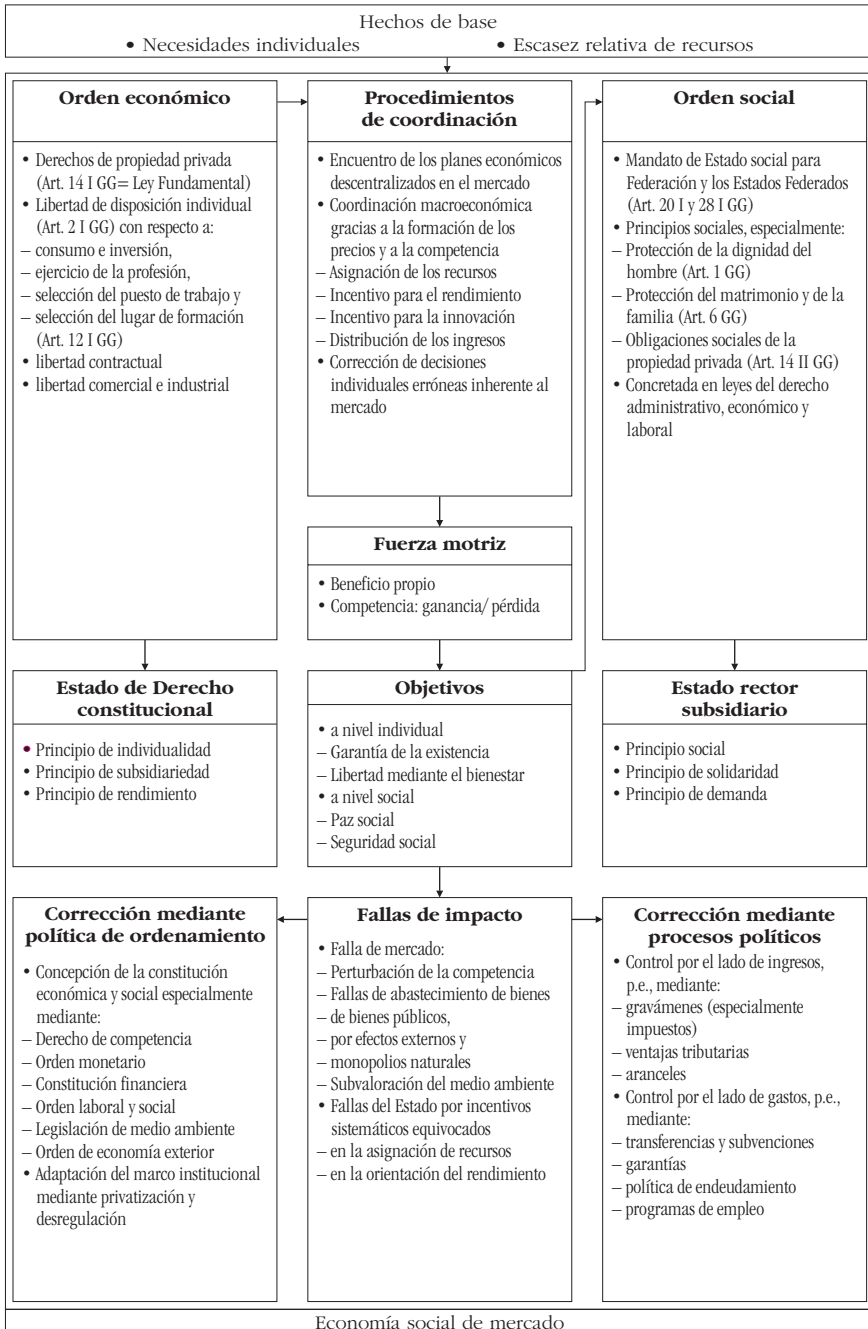 Hechos de base
• Necesidades individuales • Escasez relativa de recursos
Orden económico
• Derechos de propiedad privada
(Art. 14 I GG= Ley Fundamental)
• Libertad de disposición individual
(Art. 2 I GG) con respecto a:
– consumo e inversión,
– ejercicio de la profesión,
– selección del puesto de trabajo y
– selección del lugar de formación
(Art. 12 I GG)
• libertad contractual
• libertad comercial e industrial
Procedimientos
de coordinación
• Encuentro de los planes económicos
descentralizados en el mercado
• Coordinación macroeconómica
gracias a la formación de los
precios y a la competencia
– Asignación de los recursos
– Incentivo para el rendimiento
– Incentivo para la innovación
– Distribución de los ingresos
• Corrección de decisiones
individuales erróneas inherente al
mercado
Orden social
• Mandato de Estado social para
Federación y los Estados Federados
(Art. 20 I y 28 I GG)
• Principios sociales, especialmente:
– Protección de la dignidad del
hombre (Art. 1 GG)
– Protección del matrimonio y de la
familia (Art. 6 GG)
– Obligaciones sociales de la
propiedad privada (Art. 14 II GG)
• Concretada en leyes del derecho
administrativo, económico y
laboral
Fuerza motriz
• Beneficio propio
• Competencia: ganancia/ pérdida
Estado de Derecho
constitucional
• Principio de individualidad
• Principio de subsidiariedad
• Principio de rendimiento
Objetivos
• a nivel individual
– Garantía de la existencia
– Libertad mediante el bienestar
• a nivel social
– Paz social
– Seguridad social
Estado rector
subsidiario
• Principio social
• Principio de solidaridad
• Principio de demanda
Corrección mediante
política de ordenamiento
• Concepción de la constitución
económica y social especialmente
mediante:
– Derecho de competencia
– Orden monetario
– Constitución financiera
– Orden laboral y social
– Legislación de medio ambiente
– Orden de economía exterior
• Adaptación del marco institucional
mediante privatización y
desregulación
Fallas de impacto
• Falla de mercado:
– Perturbación de la competencia
– Fallas de abastecimiento de bienes
– de bienes públicos,
– por efectos externos y
– monopolios naturales
– Subvaloración del medio ambiente
• Fallas del Estado por incentivos
sistemáticos equivocados
– en la asignación de recursos
– en la orientación del rendimiento
Corrección mediante
procesos políticos
• Control por el lado de ingresos,
p.e., mediante:
– gravámenes (especialmente
impuestos)
– ventajas tributarias
– aranceles
• Control por el lado de gastos, p.e.,
mediante:
– transferencias y subvenciones
– garantías
– política de endeudamiento
– programas de empleo
Economía social de mercado